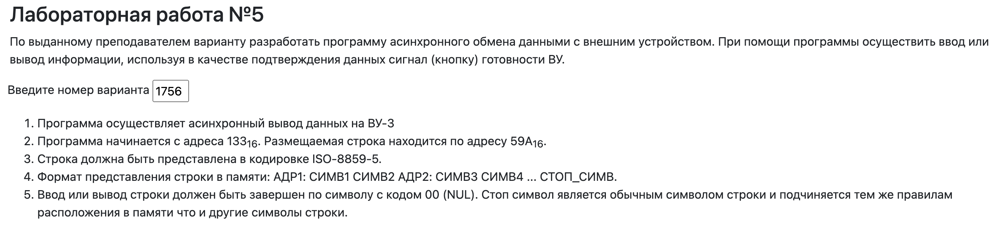 Лабораторная работа №5
По выданному преподавателем варианту разработать программу асинхронного обмена данными с внешним устройством. При помощи программы осуществить ввод или
вывод информации, используя в качестве подтверждения данных сигнал (кнопку) готовности ВУ.
Введите номер варианта 1756
1. Программа осуществляет асинхронный вывод данных на ВУ-3
2. Программа начинается с адреса 133₁₆. Размещаемая строка находится по адресу 59A₁₆.
3. Строка должна быть представлена в кодировке ISO-8859-5.
4. Формат представления строки в памяти: АДР1: СИМВ1 СИМВ2 АДР2: СИМВ3 СИМВ4 ... СТОП_СИМВ.
5. Ввод или вывод строки должен быть завершен по символу с кодом 00 (NUL). Стоп символ является обычным символом строки и подчиняется тем же правилам
расположения в памяти что и другие символы строки.